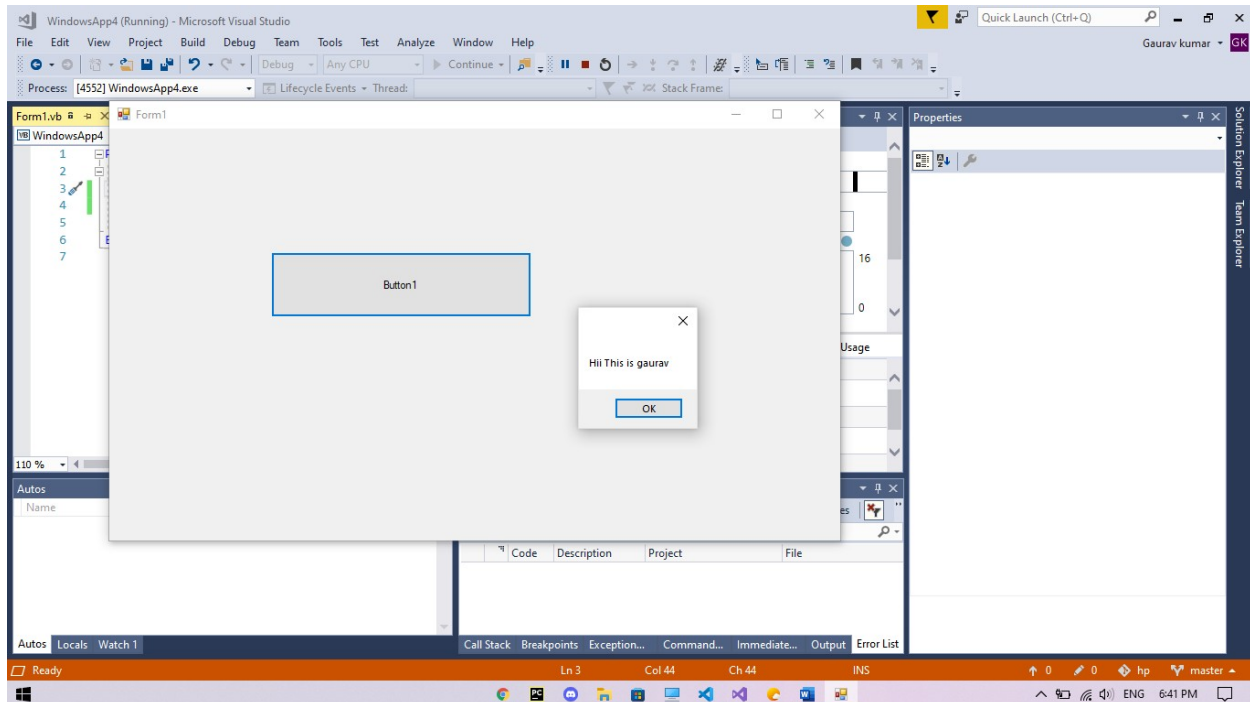 WindowsApp4 (Running) - Microsoft Visual Studio
Quick Launch (Ctrl+Q)
File Edit View Project Build Debug Team Tools Test Analyze Window Help
Gaurav kumar GK
Debug Any CPU Continue
Process: [4552] WindowsApp4.exe Lifecycle Events Thread: Stack Frame:
Form1.vb
Form1
Properties
WindowsApp4
1
2
3
4
5
6
7
Button1
16
0
Hii This is gaurav
OK
Usage
110 %
Autos
Name
Code Description Project File
Autos Locals Watch 1
Call Stack Breakpoints Exception... Command... Immediate... Output Error List
Solution Explorer
Team Explorer
Ready Ln 3 Col 44 Ch 44 INS 0 0 hp master
ENG 6:41 PM